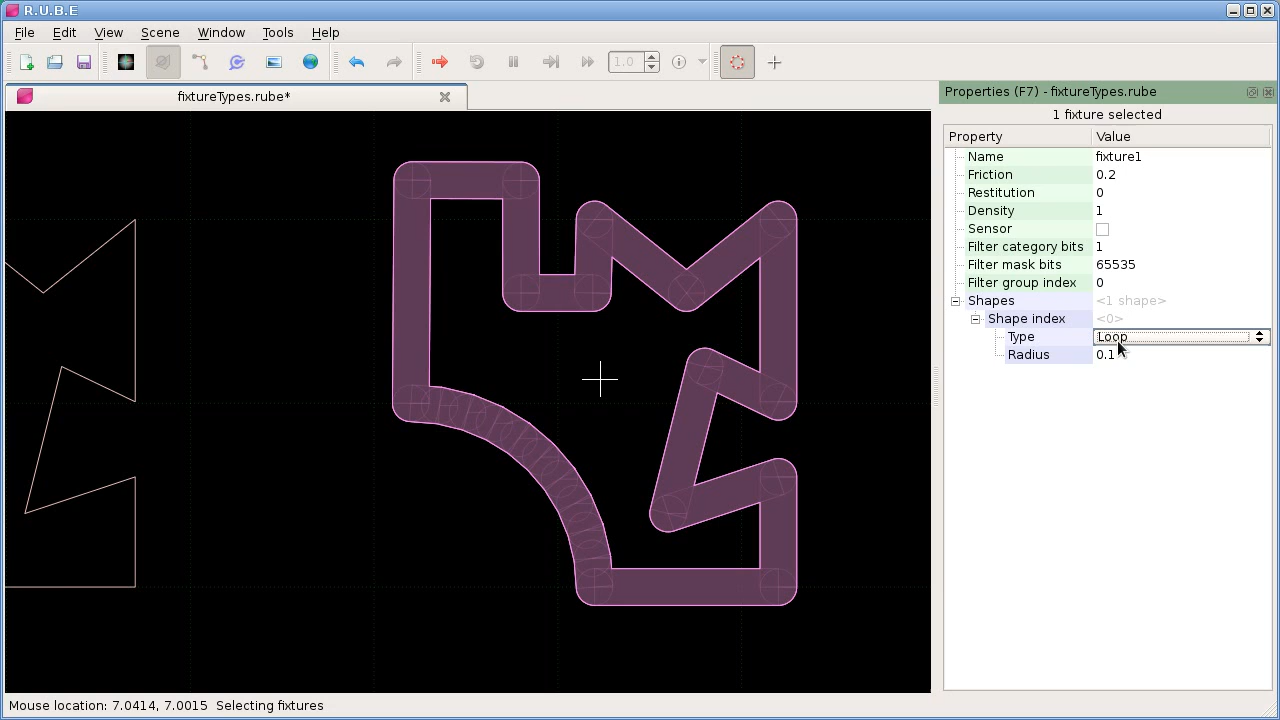 R.U.B.E
File Edit View Scene Window Tools Help
1.0
fixtureTypes.rube*
Properties (F7) - fixtureTypes.rube
1 fixture selected
Property Value
Name fixture1
Friction 0.2
Restitution 0
Density 1
Sensor
Filter category bits 1
Filter mask bits 65535
Filter group index 0
Shapes <1 shape>
Shape index <0>
Type Loop
Radius 0.1
Mouse location: 7.0414, 7.0015 Selecting fixtures